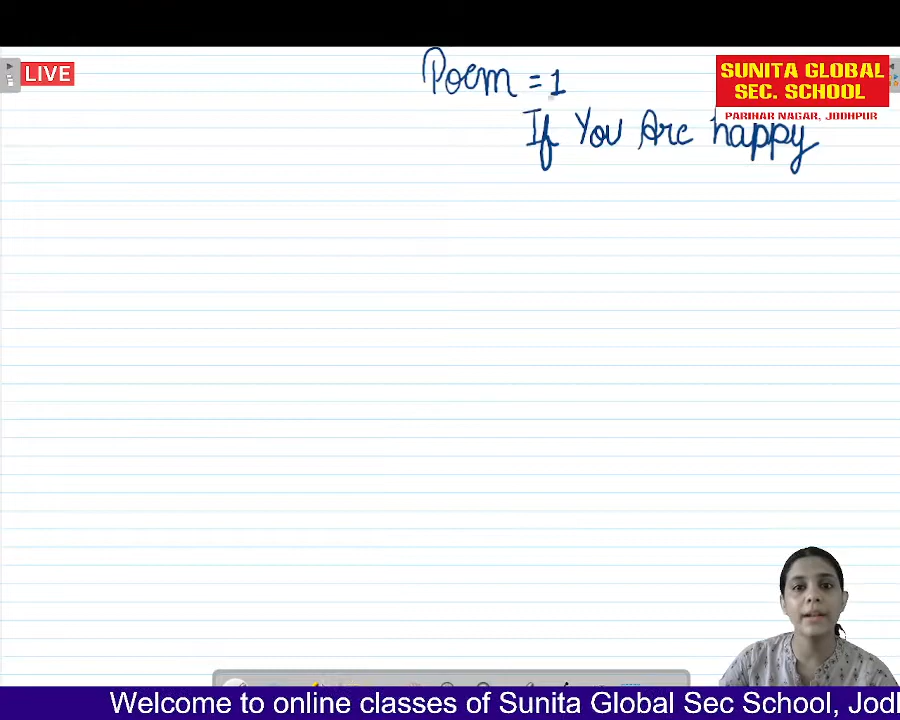 LIVE
Poem = 1
If You Are happy
SUNITA GLOBAL
SEC. SCHOOL
PARIHAR NAGAR, JODHPUR
Welcome to online classes of Sunita Global Sec School, Jodl